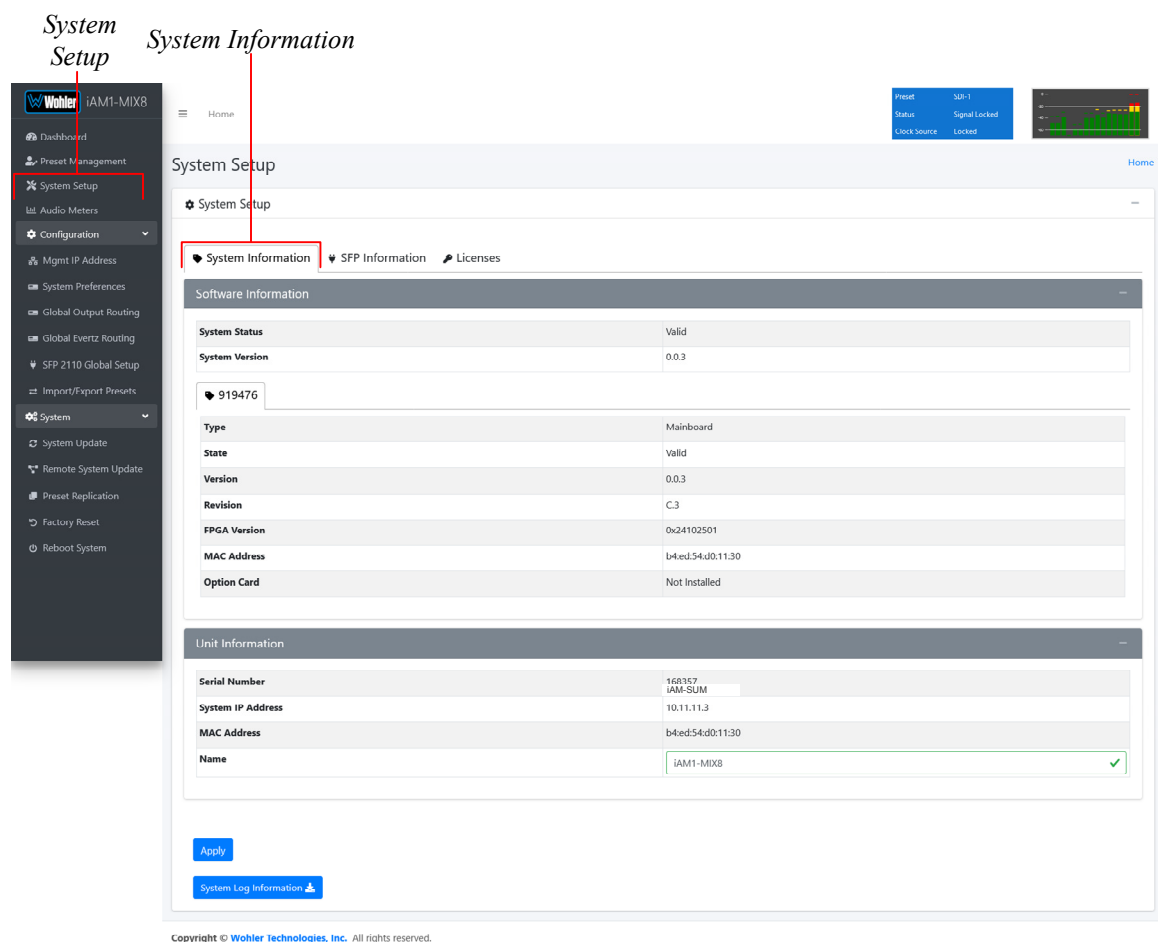 System
Setup
System Information
Wohler iAM1-MIX8
Home
Preset SDI-1
Status Signal Locked
Clock Source Locked
Dashboard
Preset Management
System Setup
Audio Meters
Configuration
Mgmt IP Address
System Preferences
Global Output Routing
Global Evertz Routing
SFP 2110 Global Setup
Import/Export Presets
System
System Update
Remote System Update
Preset Replication
Factory Reset
Reboot System
System Setup
Home
System Setup
System Information SFP Information Licenses
Software Information
System Status Valid
System Version 0.0.3
919476
Type Mainboard
State Valid
Version 0.0.3
Revision C.3
FPGA Version 0x24102501
MAC Address b4:ed:54:d0:11:30
Option Card Not Installed
Unit Information
Serial Number 168357
iAM-SUM
System IP Address 10.11.11.3
MAC Address b4:ed:54:d0:11:30
Name iAM1-MIX8
Apply
System Log Information
Copyright © Wohler Technologies, Inc. All rights reserved.